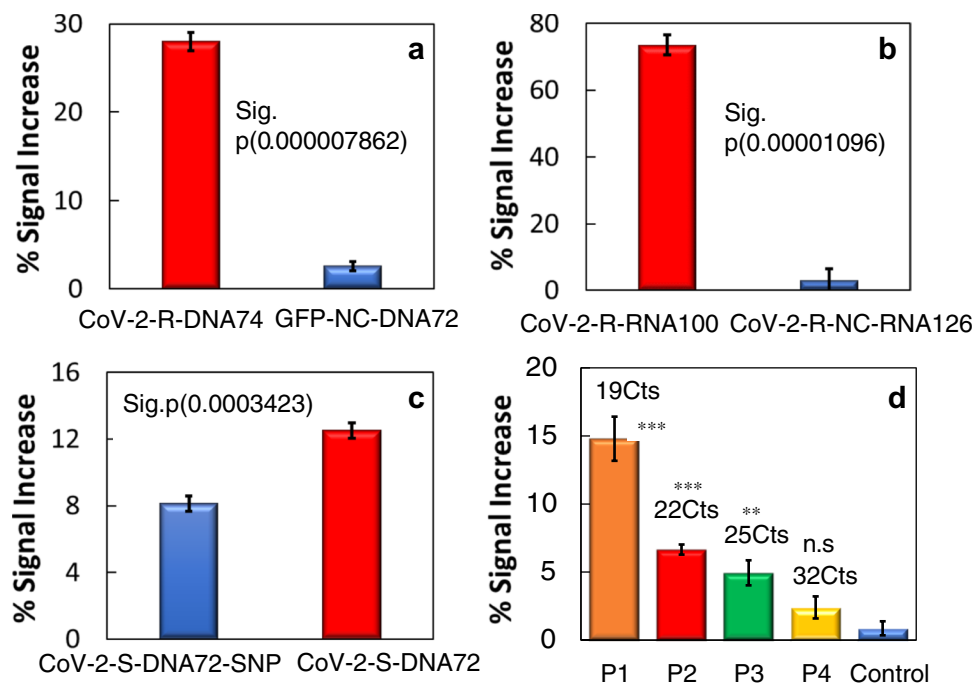 a
% Signal Increase
30
20
10
0
Sig.
p(0.000007862)
CoV-2-R-DNA74 GFP-NC-DNA72
b
% Signal Increase
80
60
40
20
0
Sig.
p(0.00001096)
CoV-2-R-RNA100 CoV-2-R-NC-RNA126
c
% Signal Increase
16
12
8
4
0
Sig.p(0.0003423)
CoV-2-S-DNA72-SNP CoV-2-S-DNA72
d
% Signal Increase
20
15
10
5
0
19Cts
***
***
22Cts
**
25Cts
n.s
32Cts
P1 P2 P3 P4 Control